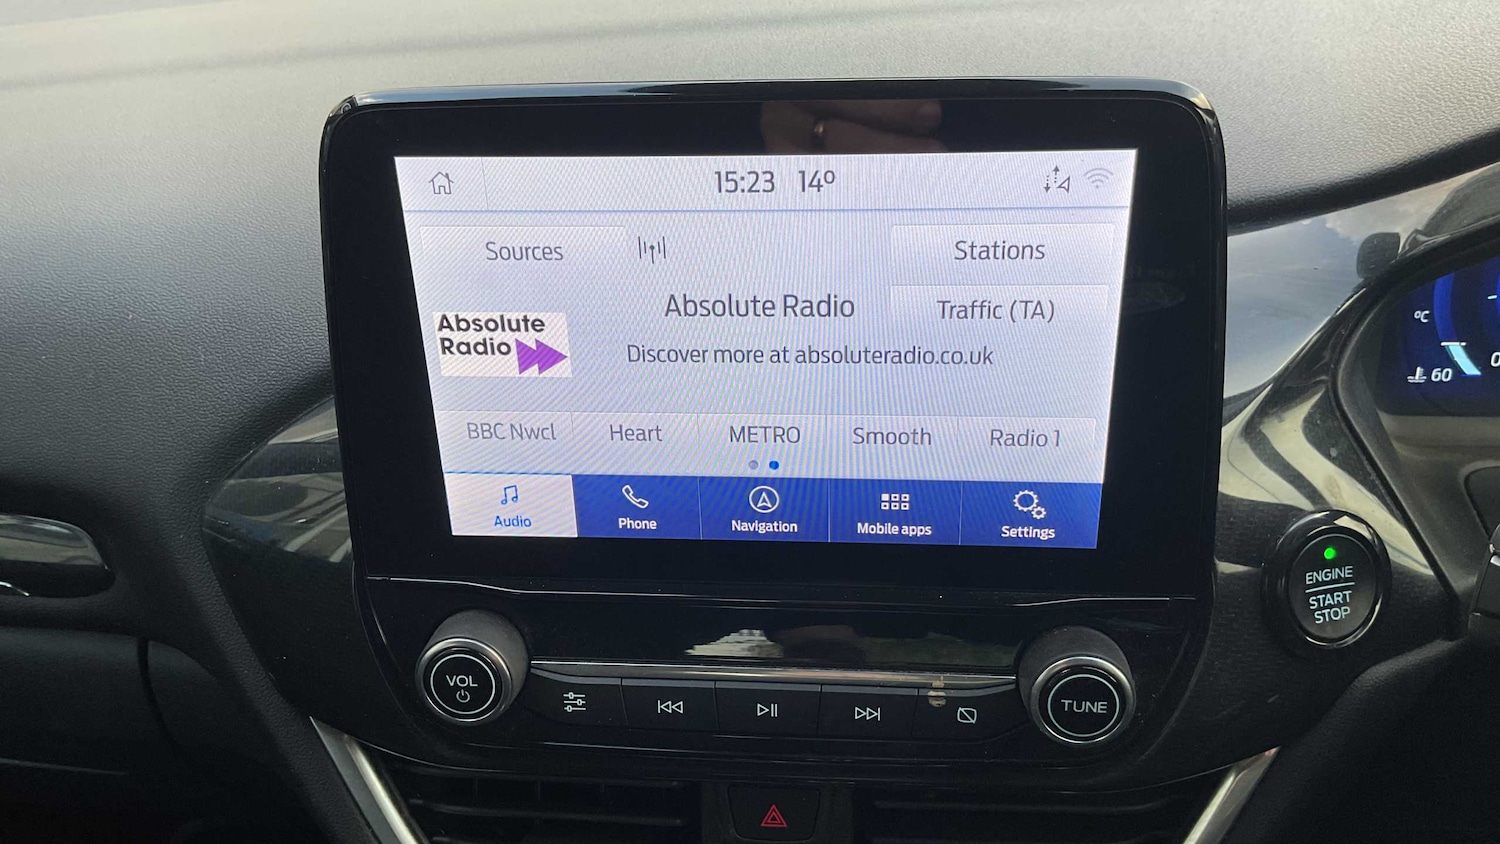 15:23 14º
Sources
Stations
Absolute Radio
Traffic (TA)
Absolute
Radio
Discover more at absoluteradio.co.uk
BBC Nwcl Heart METRO Smooth Radio 1
Audio Phone Navigation Mobile apps Settings
VOL
TUNE
ENGINE
START
STOP
ºC
60